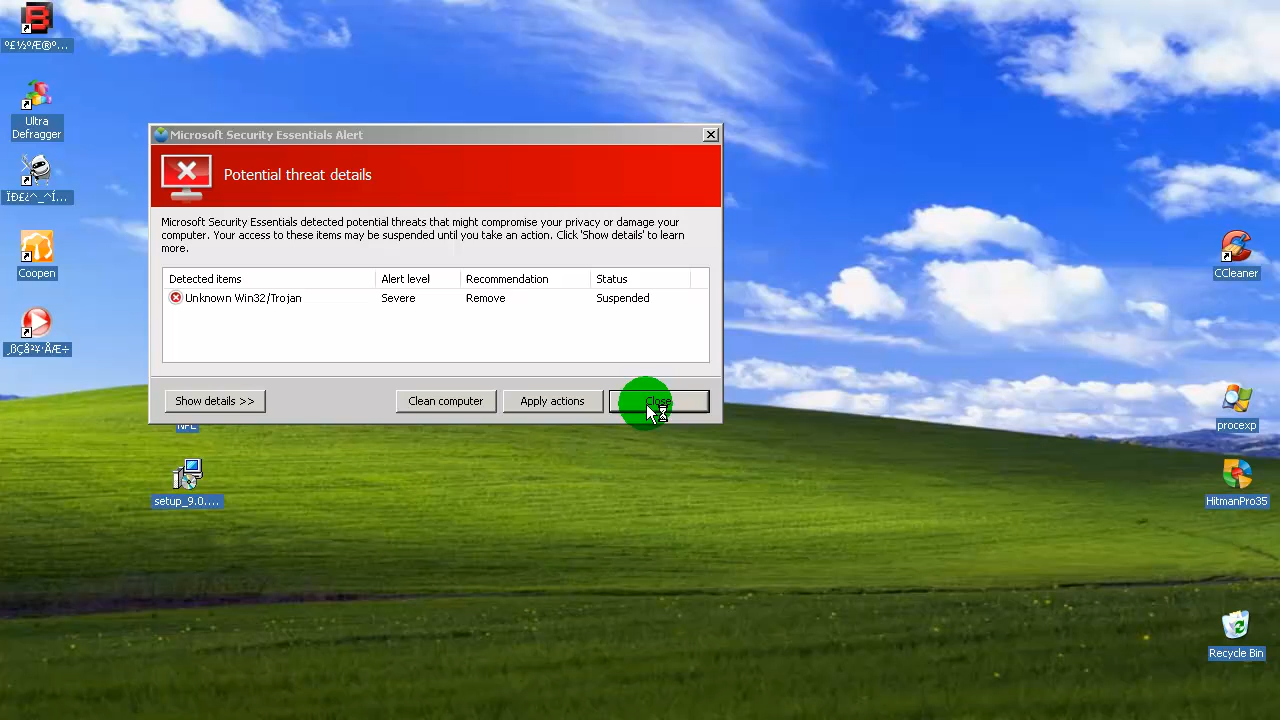 Ultra
Defragger
Coopen
setup_9.0....
Microsoft Security Essentials Alert
Potential threat details
Microsoft Security Essentials detected potential threats that might compromise your privacy or damage your
computer. Your access to these items may be suspended until you take an action. Click 'Show details' to learn
more.
Detected items Alert level Recommendation Status
Unknown Win32/Trojan Severe Remove Suspended
Show details >> Clean computer Apply actions Close
CCleaner
procexp
HitmanPro35
Recycle Bin